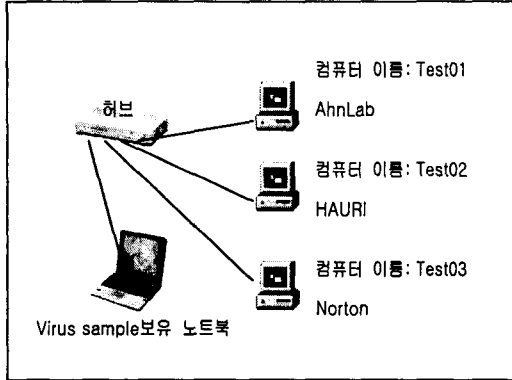 컴퓨터 이름: Test01
AhnLab
허브
컴퓨터 이름: Test02
HAURI
컴퓨터 이름: Test03
Norton
Virus sample보유 노트북